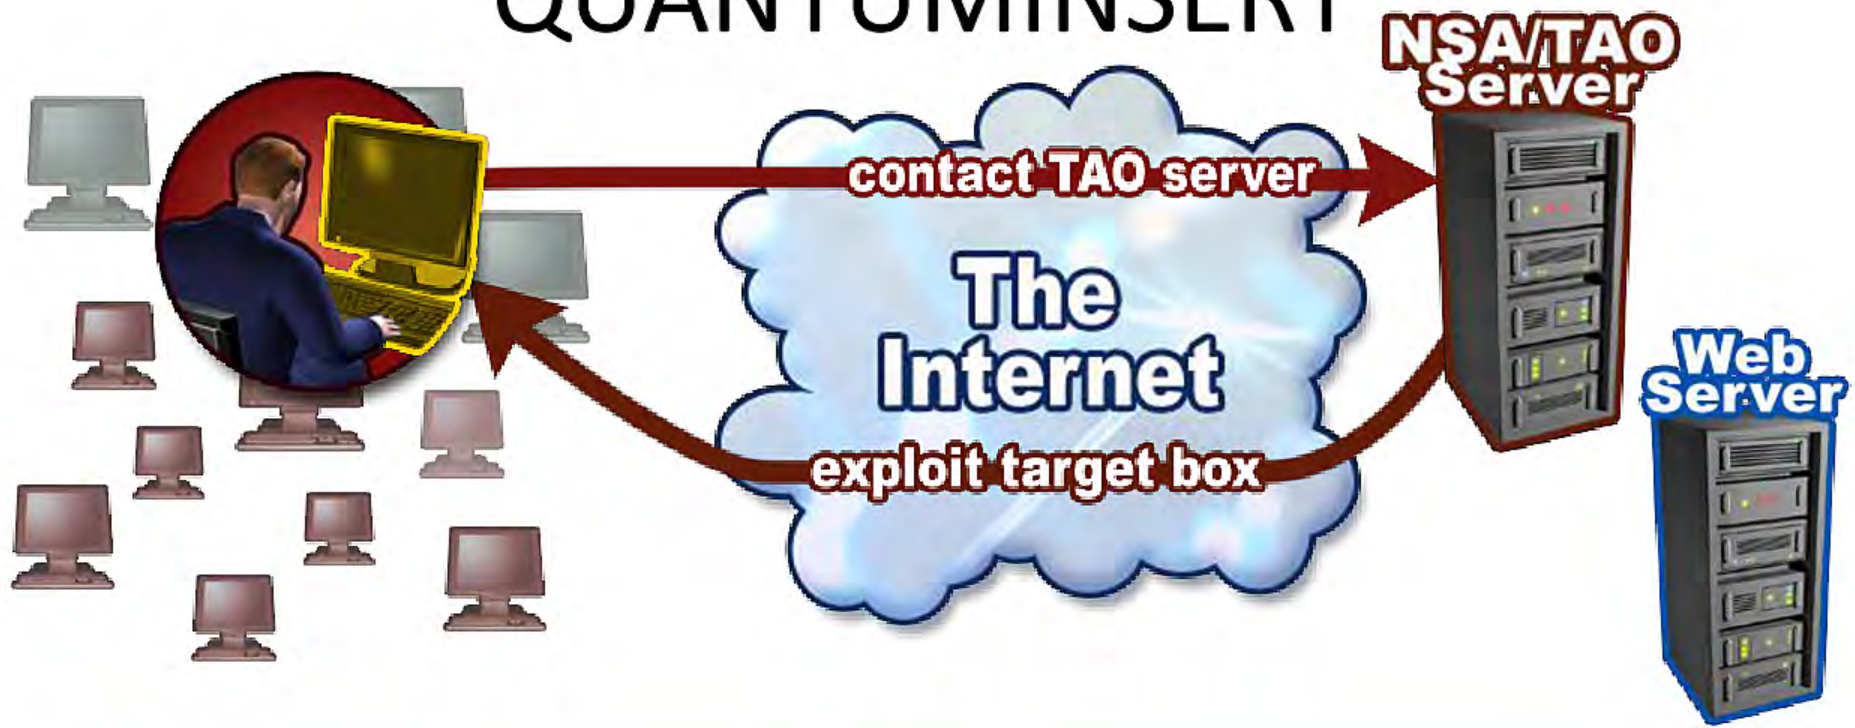 QUANTUMINSERT
NSA/TAO
Server
contact TAO server
The
Internet
Web
Server
exploit target box